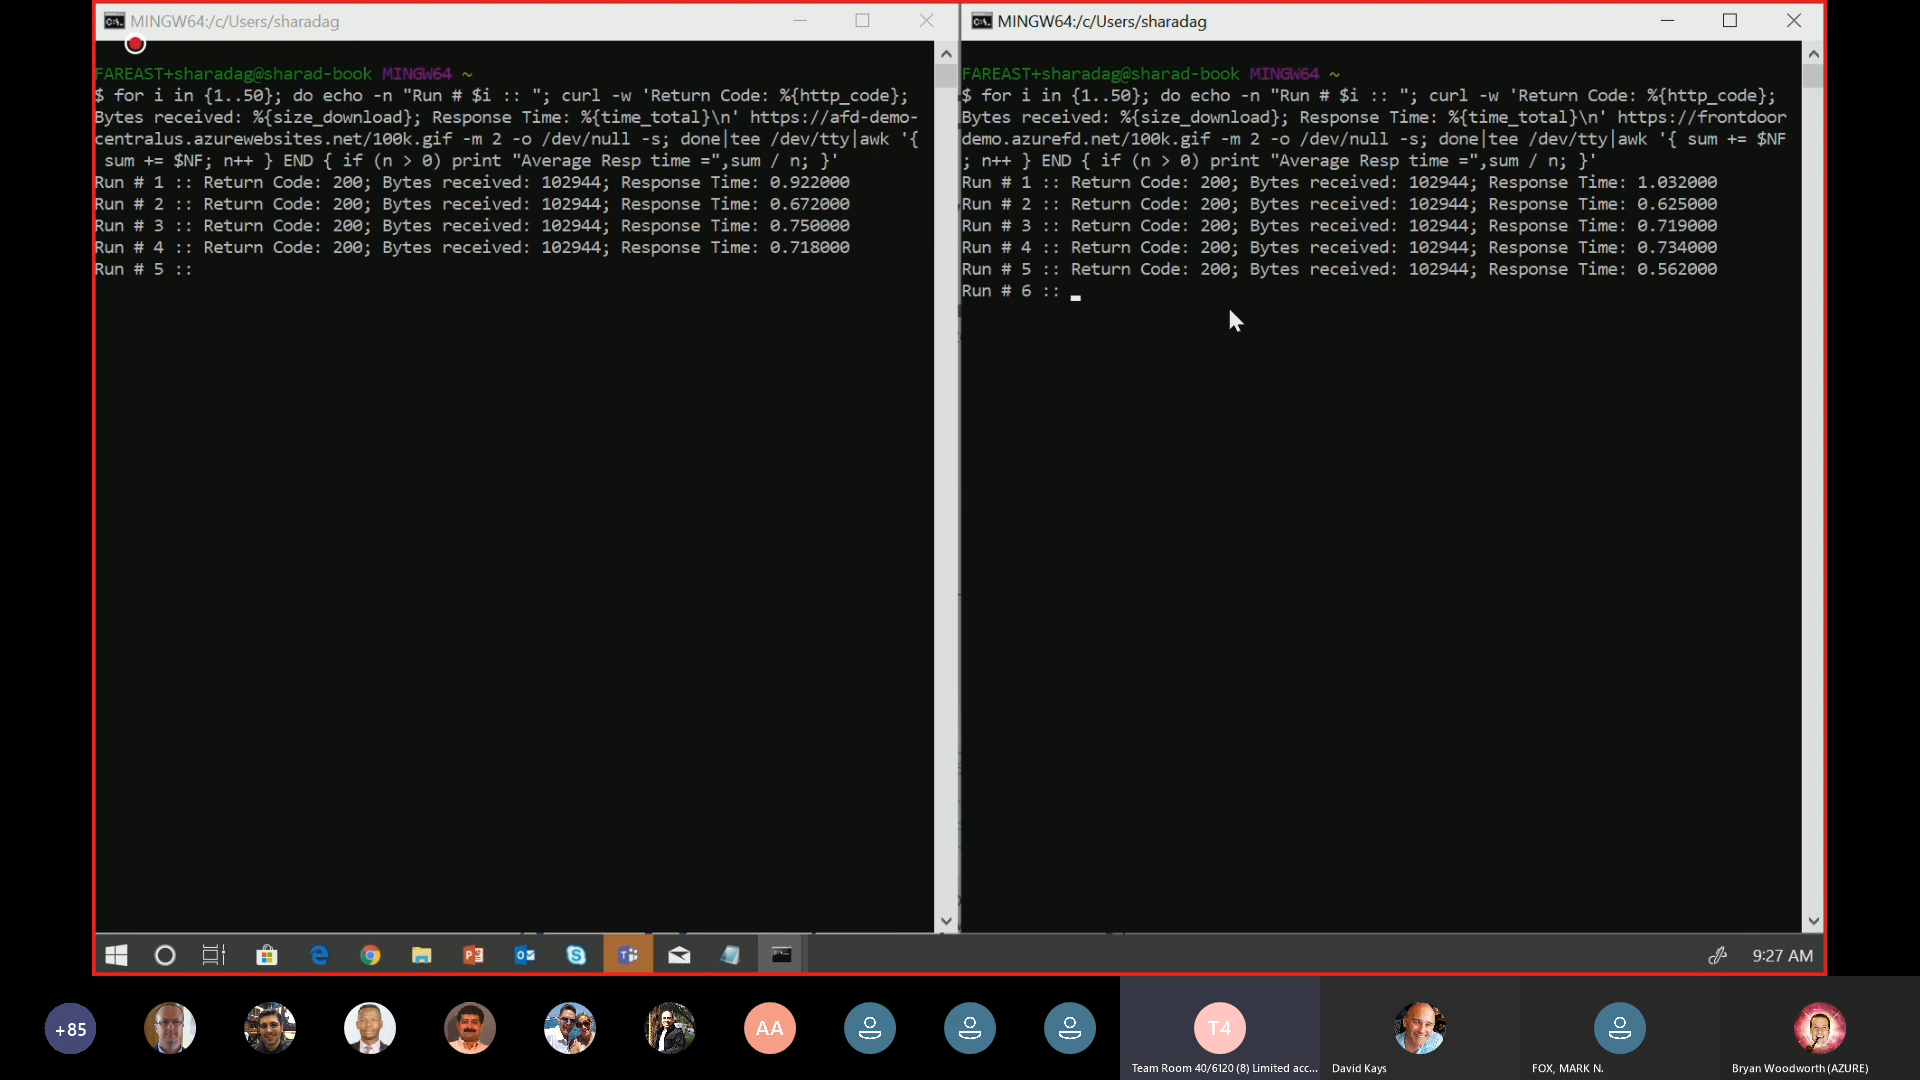 MINGW64:/c/Users/sharadag
FAREAST+sharadag@sharad-book MINGW64 ~
$ for i in {1..50}; do echo -n "Run # $i :: "; curl -w 'Return Code: %{http_code};
Bytes received: %{size_download}; Response Time: %{time_total}\n' https://afd-demo-
centralus.azurewebsites.net/100k.gif -m 2 -o /dev/null -s; done|tee /dev/tty|awk '{
sum += $NF; n++ } END { if (n > 0) print "Average Resp time =",sum / n; }'
Run # 1 :: Return Code: 200; Bytes received: 102944; Response Time: 0.922000
Run # 2 :: Return Code: 200; Bytes received: 102944; Response Time: 0.672000
Run # 3 :: Return Code: 200; Bytes received: 102944; Response Time: 0.750000
Run # 4 :: Return Code: 200; Bytes received: 102944; Response Time: 0.718000
Run # 5 ::
MINGW64:/c/Users/sharadag
FAREAST+sharadag@sharad-book MINGW64 ~
$ for i in {1..50}; do echo -n "Run # $i :: "; curl -w 'Return Code: %{http_code};
Bytes received: %{size_download}; Response Time: %{time_total}\n' https://frontdoor
demo.azurefd.net/100k.gif -m 2 -o /dev/null -s; done|tee /dev/tty|awk '{ sum += $NF
; n++ } END { if (n > 0) print "Average Resp time =",sum / n; }'
Run # 1 :: Return Code: 200; Bytes received: 102944; Response Time: 1.032000
Run # 2 :: Return Code: 200; Bytes received: 102944; Response Time: 0.625000
Run # 3 :: Return Code: 200; Bytes received: 102944; Response Time: 0.719000
Run # 4 :: Return Code: 200; Bytes received: 102944; Response Time: 0.734000
Run # 5 :: Return Code: 200; Bytes received: 102944; Response Time: 0.562000
Run # 6 ::
9:27 AM
+85
AA
T4
Team Room 40/6120 (8) Limited acc...
David Kays
FOX, MARK N.
Bryan Woodworth (AZURE)